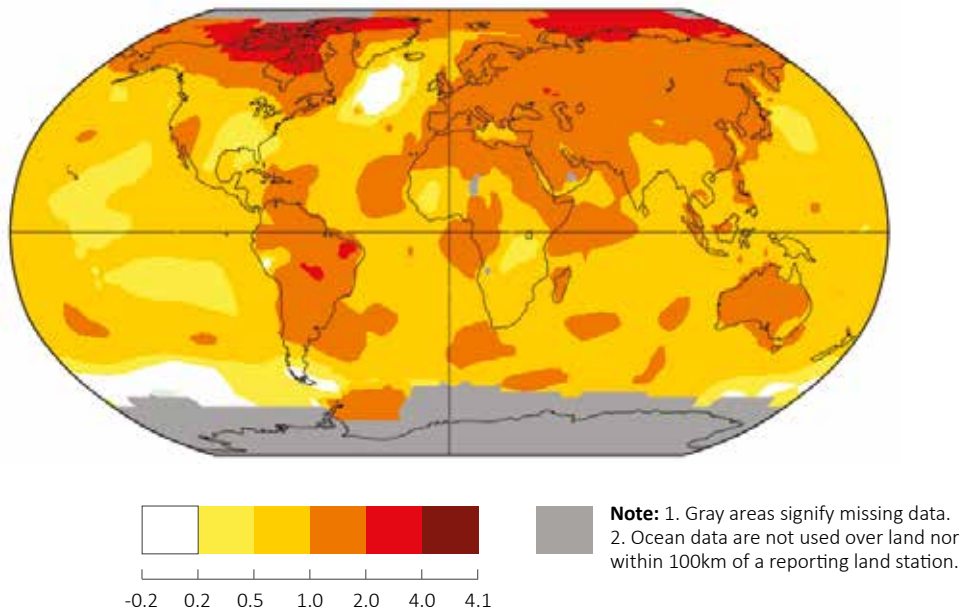 -0.2 0.2 0.5 1.0 2.0 4.0 4.1
Note: 1. Gray areas signify missing data.
2. Ocean data are not used over land nor
within 100km of a reporting land station.